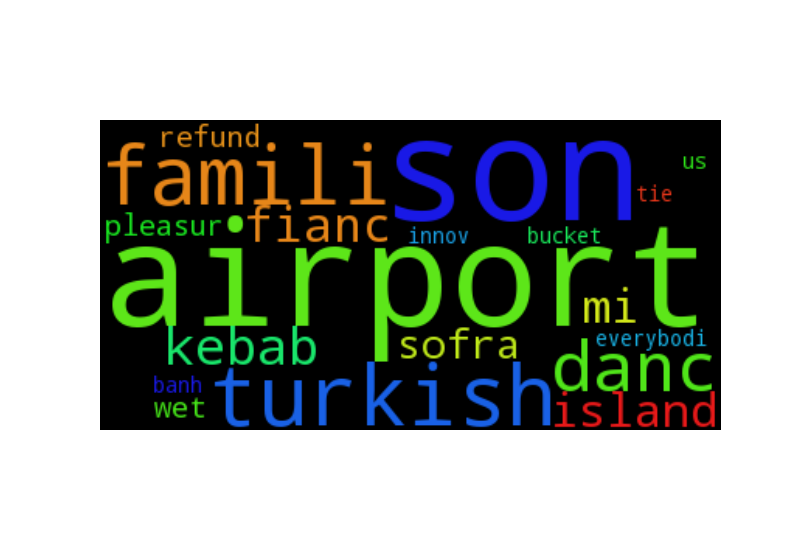 refund
famili
son
us
tie
pleasur
fianc
innov
bucket
airport
mi
kebab
sofra
everybodi
danc
banh
turkish
wet
island